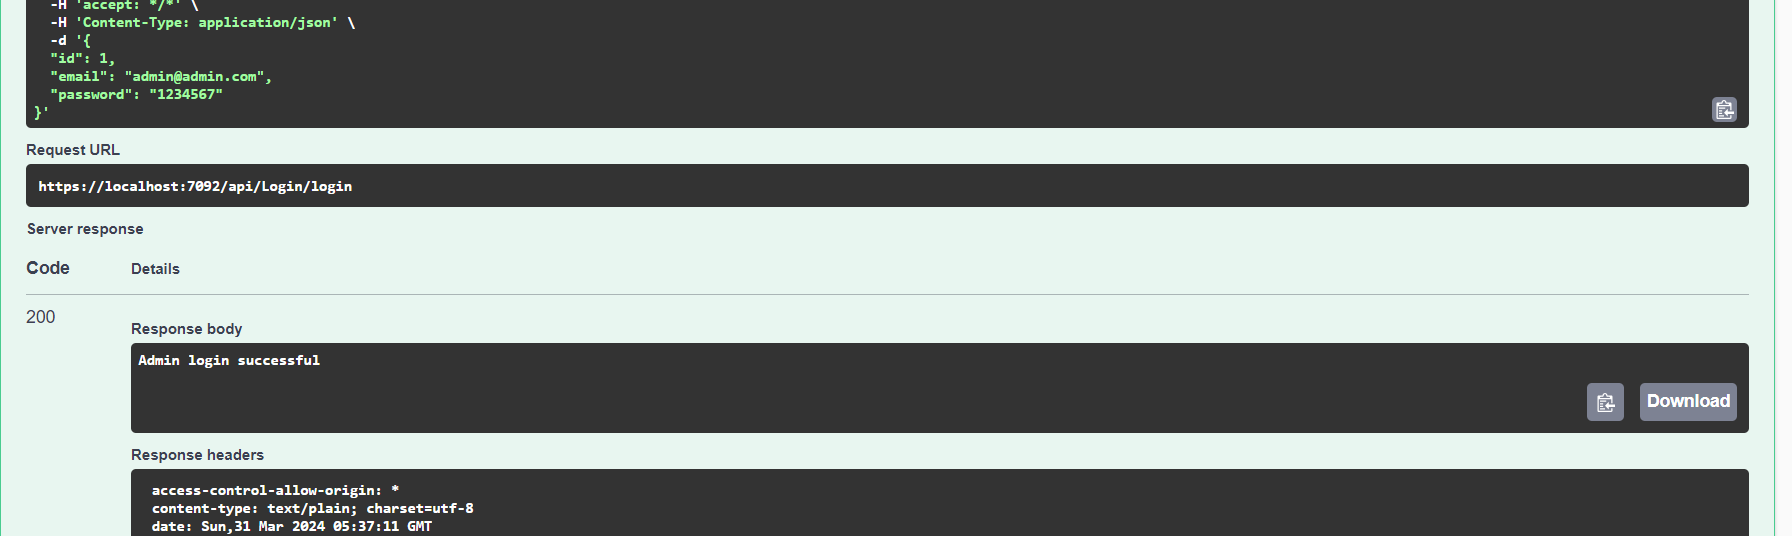 -H 'accept: */*' \
-H 'Content-Type: application/json' \
-d '{
"id": 1,
"email": "admin@admin.com",
"password": "1234567"
}'
Request URL
https://localhost:7092/api/Login/login
Server response
Code Details
200
Response body
Admin login successful
Download
Response headers
access-control-allow-origin: *
content-type: text/plain; charset=utf-8
date: Sun,31 Mar 2024 05:37:11 GMT